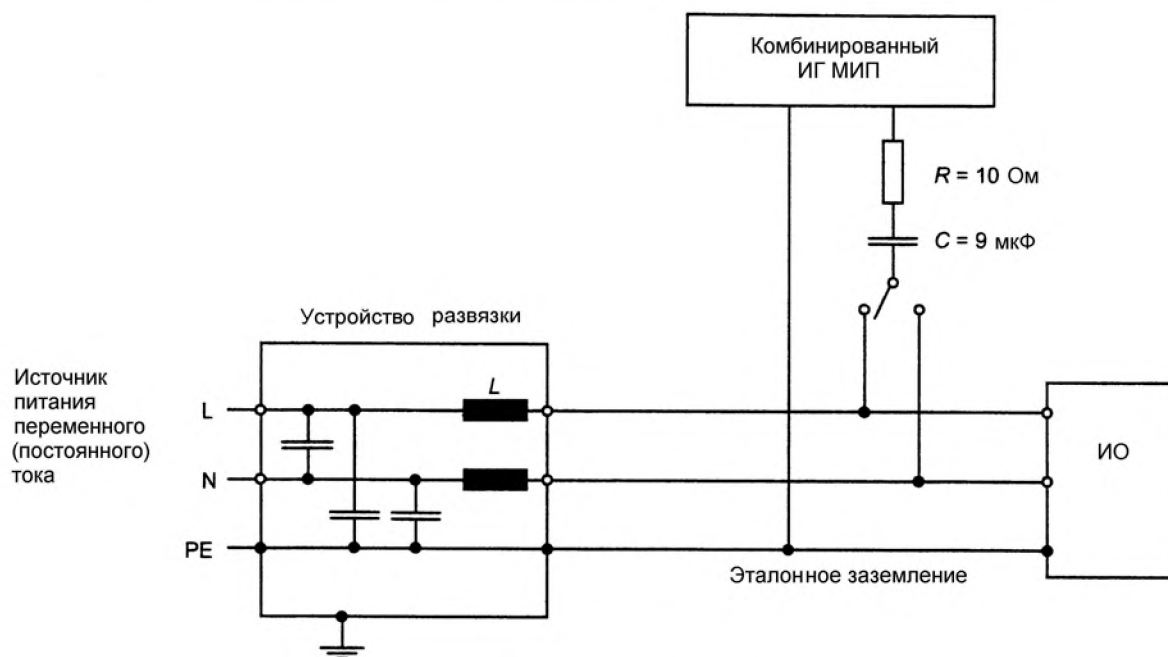 Комбинированный
ИГ МИП
R = 10 Ом
C = 9 мкФ
Устройство развязки
Источник
питания
переменного
(постоянного)
тока
L
L
N
ИО
PE
Эталонное заземление